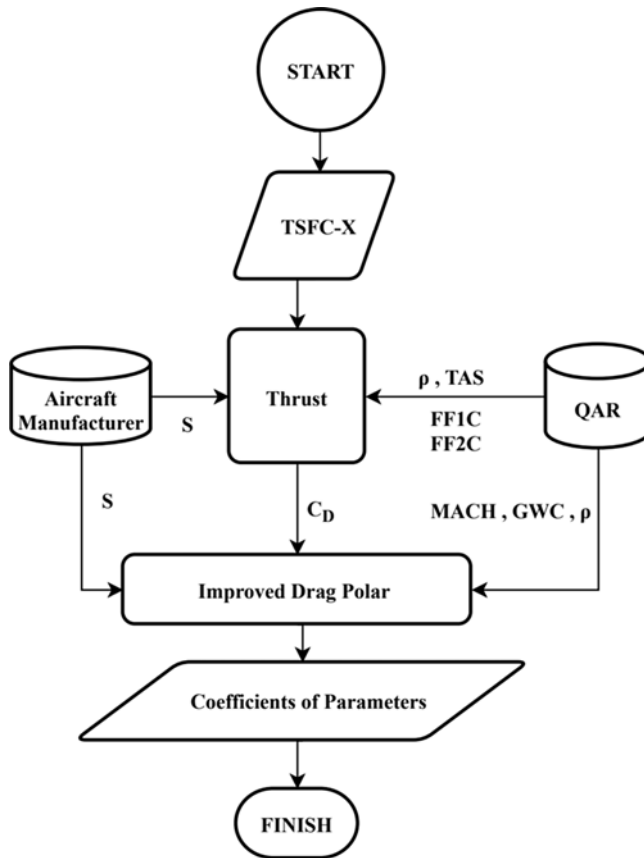 START
TSFC-X
Aircraft
Manufacturer
S
Thrust
ρ , TAS
FF1C
FF2C
QAR
S
C_D
MACH , GWC , ρ
Improved Drag Polar
Coefficients of Parameters
FINISH